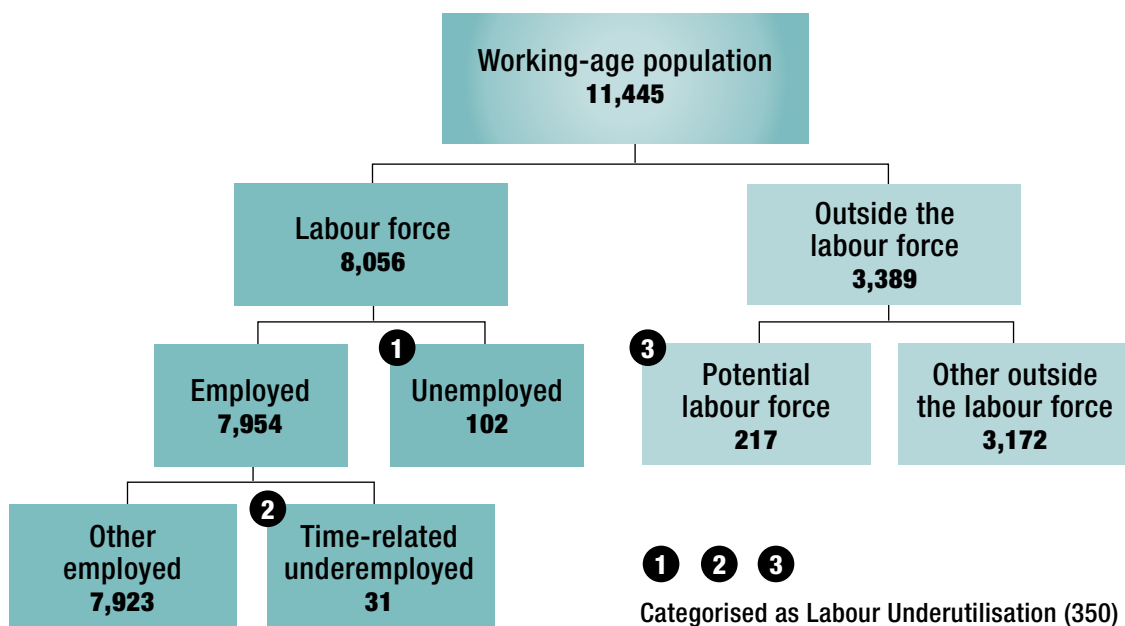 Working-age population
11,445
Labour force
8,056
Outside the
labour force
3,389
1
3
Employed
7,954
Unemployed
102
Potential
labour force
217
Other outside
the labour force
3,172
2
Other
employed
7,923
Time-related
underemployed
31
1 2 3
Categorised as Labour Underutilisation (350)